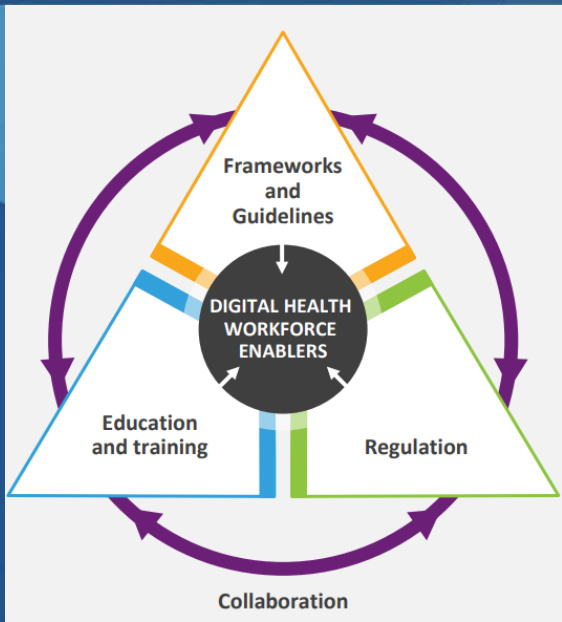 Frameworks
and
Guidelines
DIGITAL HEALTH
WORKFORCE
ENABLERS
Education
and training
Regulation
Collaboration